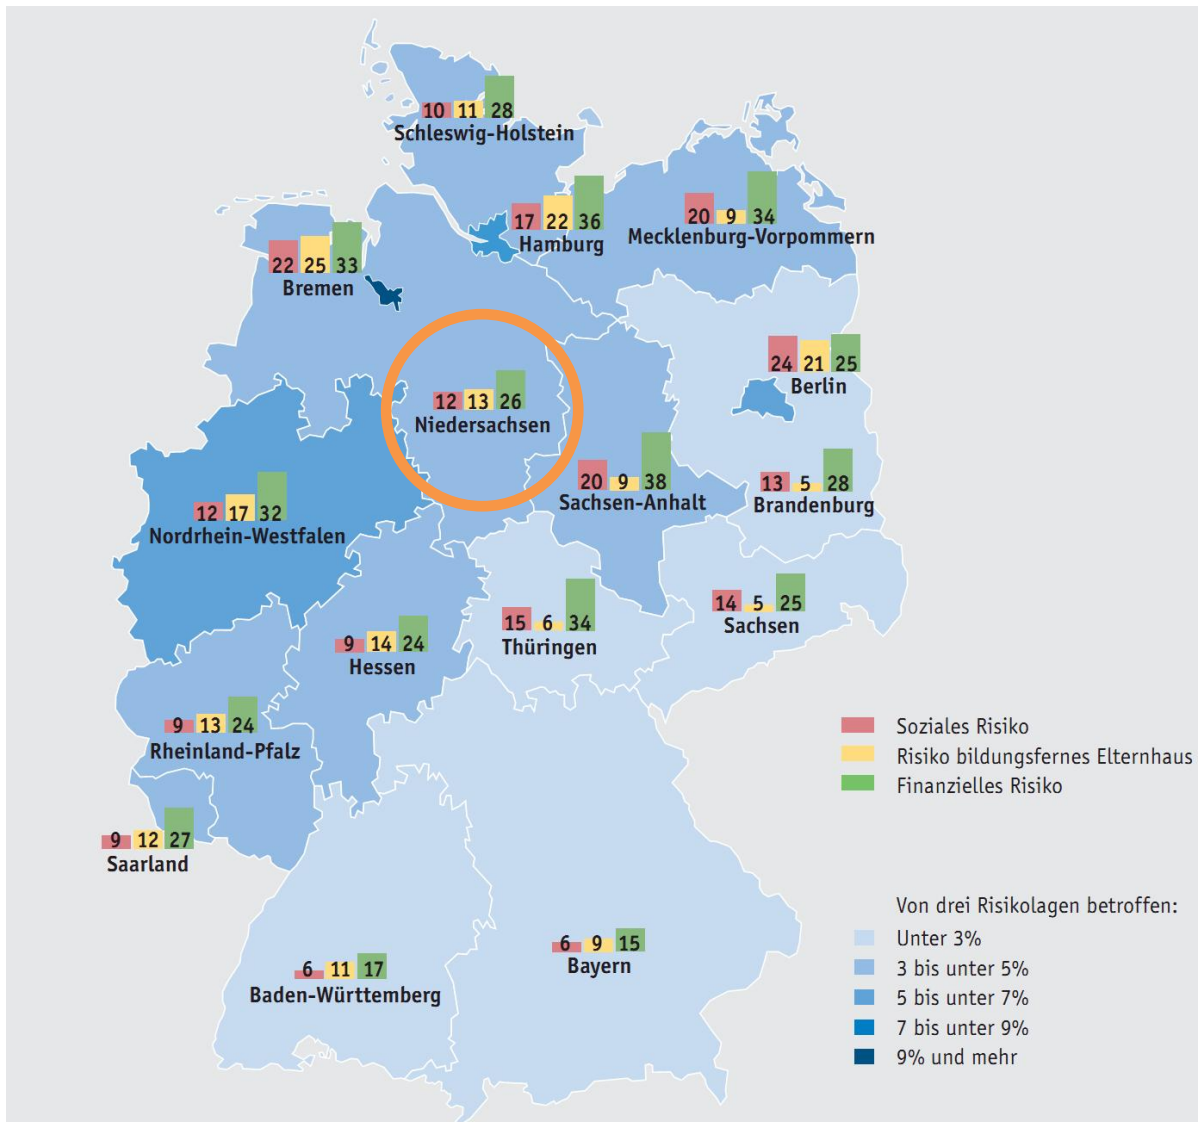 10 11 28
Schleswig-Holstein
17 22 36
Hamburg
20 9 34
Mecklenburg-Vorpommern
22 25 33
Bremen
24 21 25
Berlin
12 13 26
Niedersachsen
20 9 38
Sachsen-Anhalt
13 5 28
Brandenburg
12 17 32
Nordrhein-Westfalen
14 5 25
Sachsen
15 6 34
Thüringen
9 14 24
Hessen
9 13 24
Rheinland-Pfalz
9 12 27
Saarland
6 9 15
Bayern
6 11 17
Baden-Württemberg
Soziales Risiko
Risiko bildungsfernes Elternhaus
Finanzielles Risiko
Von drei Risikolagen betroffen:
Unter 3%
3 bis unter 5%
5 bis unter 7%
7 bis unter 9%
9% und mehr